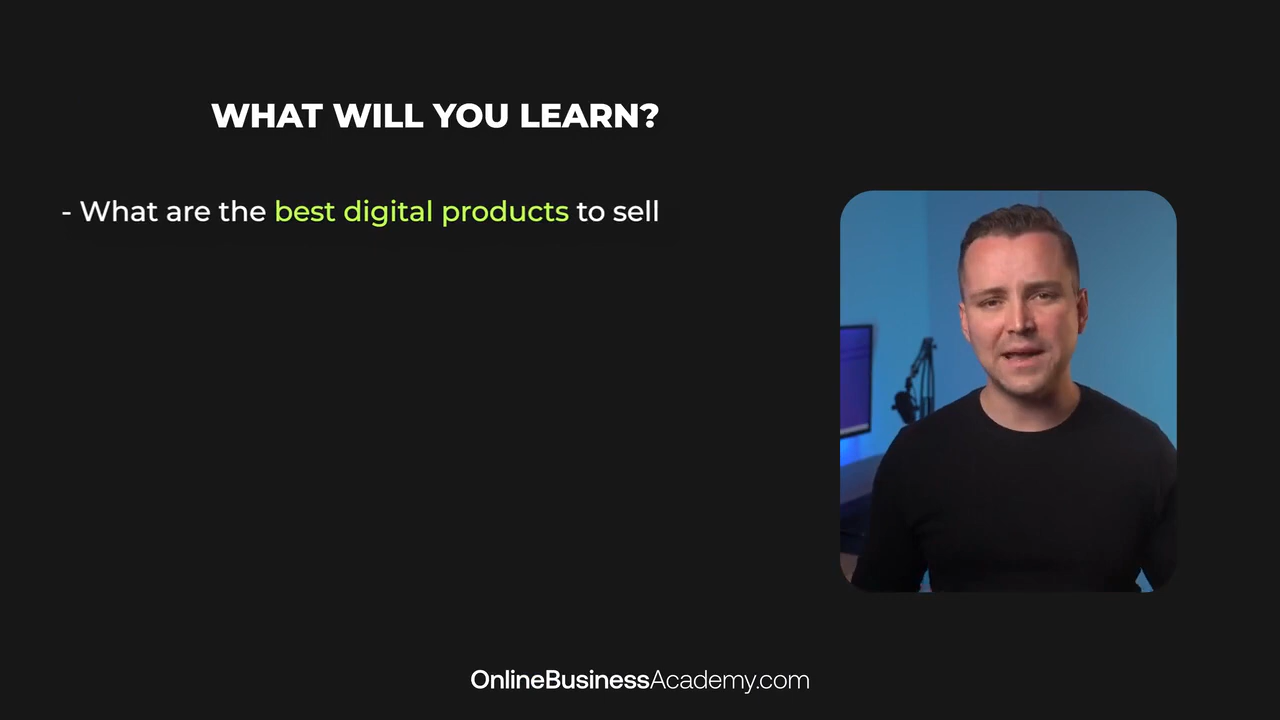 WHAT WILL YOU LEARN?
- What are the best digital products to sell
OnlineBusinessAcademy.com